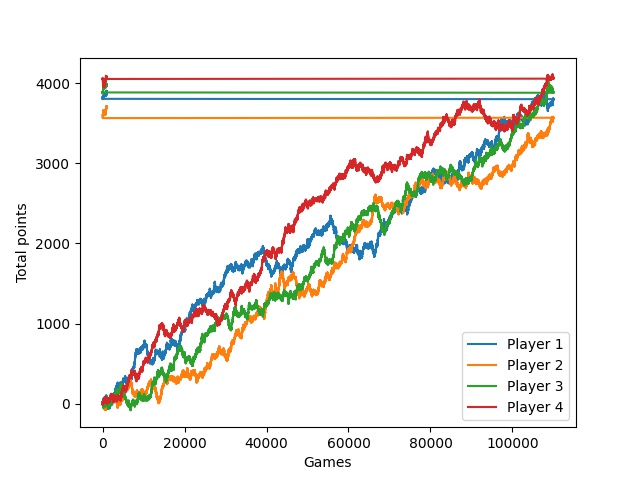 4000
3000
2000
1000
0
Total points
0
20000
40000
60000
80000
100000
Games
Player 1
Player 2
Player 3
Player 4